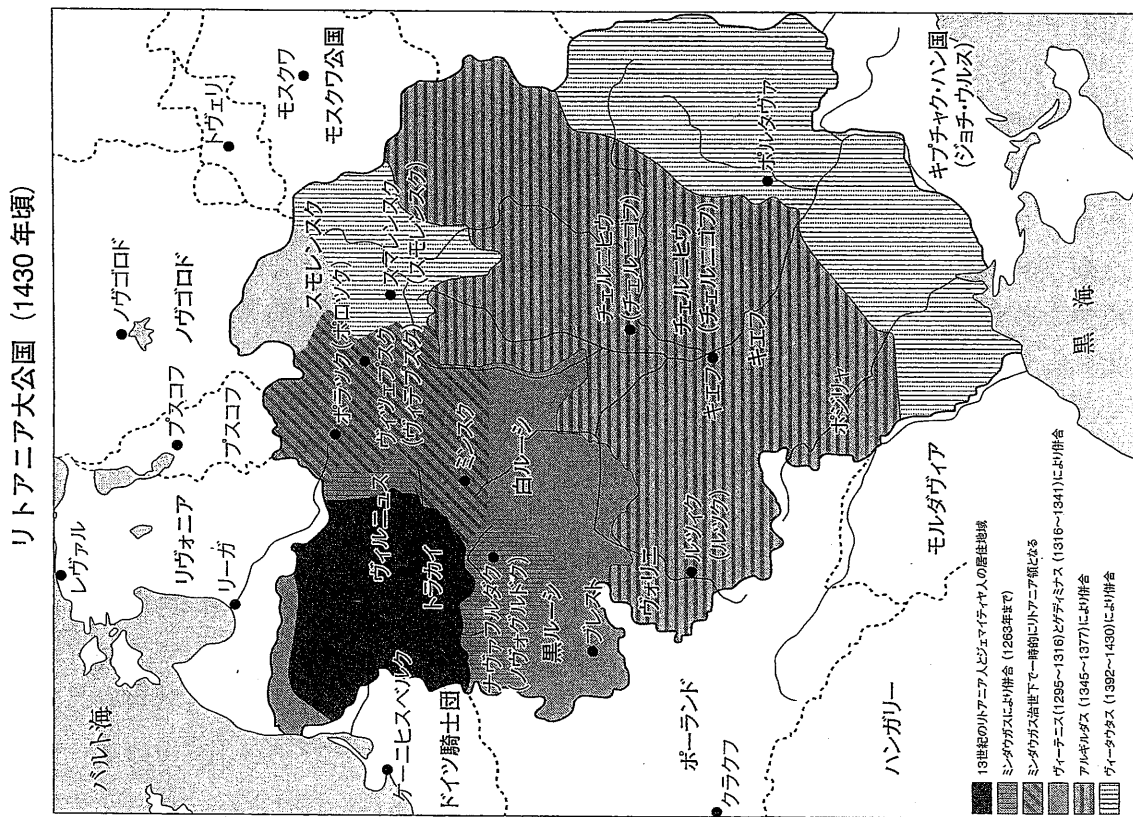 リトアニア大公国 (1430年頃)
バルト海
レヴァル
リヴォニア
リーガ
プスコフ
プスコフ
ノヴゴロド
ノヴゴロド
トヴェリ
モスクワ
モスクワ公国
ケーニヒスベルク
ドイツ騎士団
ヴィルニュス
トラカイ
ポラツク(ポロツク)
ヴィツェプスク
(ヴィテプスク)
ミンスク
スモレンスク
スマレンスク
(スモレンスク)
ナーヴァフルダク
(ノヴォグルドク)
黒ルーシ
白ルーシ
ブレスト
ヴォリーニ
ルツィク
(ルツク)
チェルニヒウ
(チェルニゴフ)
チェルニヒウ
(チェルニゴフ)
キエフ
キエフ
ポジリャ
ポルタヴァ
キプチャク・ハン国
(ジョチ・ウルス)
黒海
ポーランド
クラクフ
ハンガリー
モルダヴィア
13世紀のリトアニア人とジェマイティヤ人の居住地域
ミンダウガスにより併合 (1263年まで)
ミンダウガス治世下で一時的にリトアニア領となる
ヴィーテニス(1295~1316)とゲディミナス (1316~1341)により併合
アルギルダス (1345~1377)により併合
ヴィータウタス (1392~1430)により併合